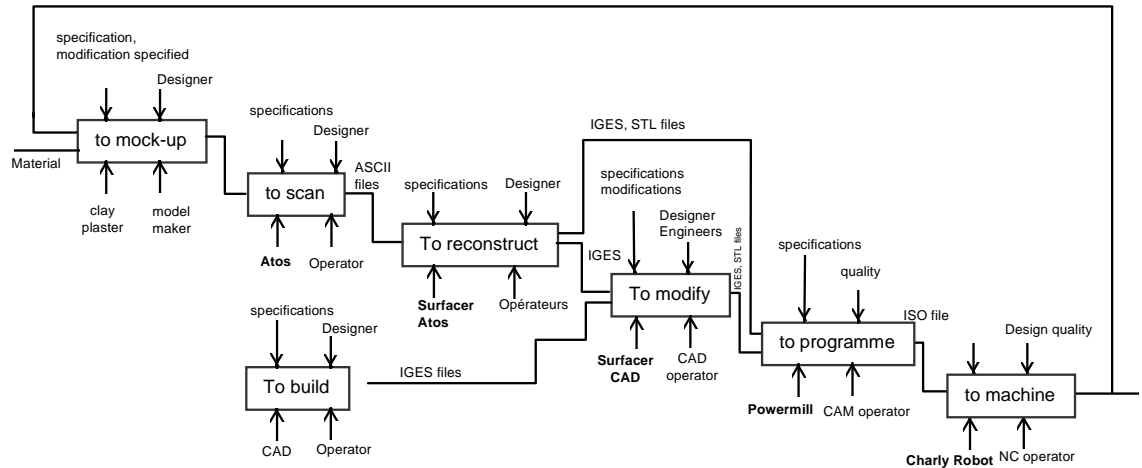 specification,
modification specified
Designer
to mock-up
Material
clay
plaster
model
maker
specifications
Designer
to scan
ASCII
files
Atos
Operator
specifications
Designer
To reconstruct
Surfacer
Atos
Opérateurs
IGES, STL files
IGES
specifications
modifications
Designer
Engineers
To modify
Surfacer
CAD
CAD
operator
IGES, STL files
specifications
Designer
To build
CAD
Operator
IGES files
specifications
quality
to programme
Powermill
CAM operator
ISO file
Design quality
to machine
Charly Robot
NC operator